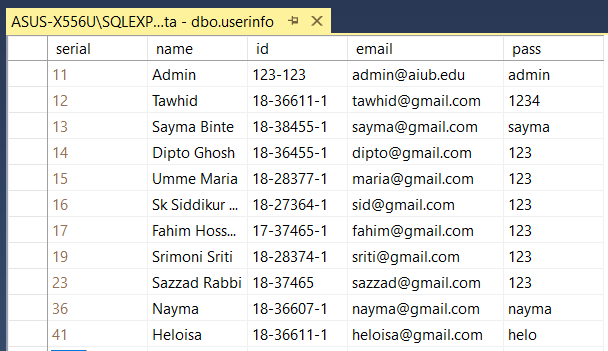 ASUS-X556U\SQLEXP...ta - dbo.userinfo
serial name id email pass
11 Admin 123-123 admin@aiub.edu admin
12 Tawhid 18-36611-1 tawhid@gmail.com 1234
13 Sayma Binte 18-38455-1 sayma@gmail.com sayma
14 Dipto Ghosh 18-36455-1 dipto@gmail.com 123
15 Umme Maria 18-28377-1 maria@gmail.com 123
16 Sk Siddikur ... 18-27364-1 sid@gmail.com 123
17 Fahim Hoss... 17-37465-1 fahim@gmail.com 123
19 Srimoni Sriti 18-28374-1 sriti@gmail.com 123
23 Sazzad Rabbi 18-37465 sazzad@gmail.com 123
36 Nayma 18-36607-1 nayma@gmail.com nayma
41 Heloisa 18-36611-1 heloisa@gmail.com helo